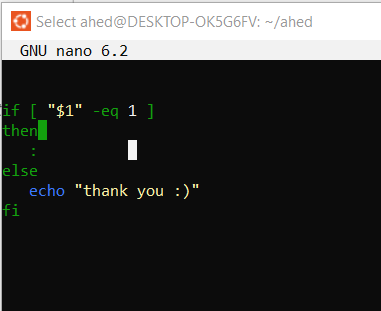 Select ahed@DESKTOP-OK5G6FV: ~/ahed
GNU nano 6.2
if [ "$1" -eq 1 ]
then
:
else
echo "thank you :)"
fi